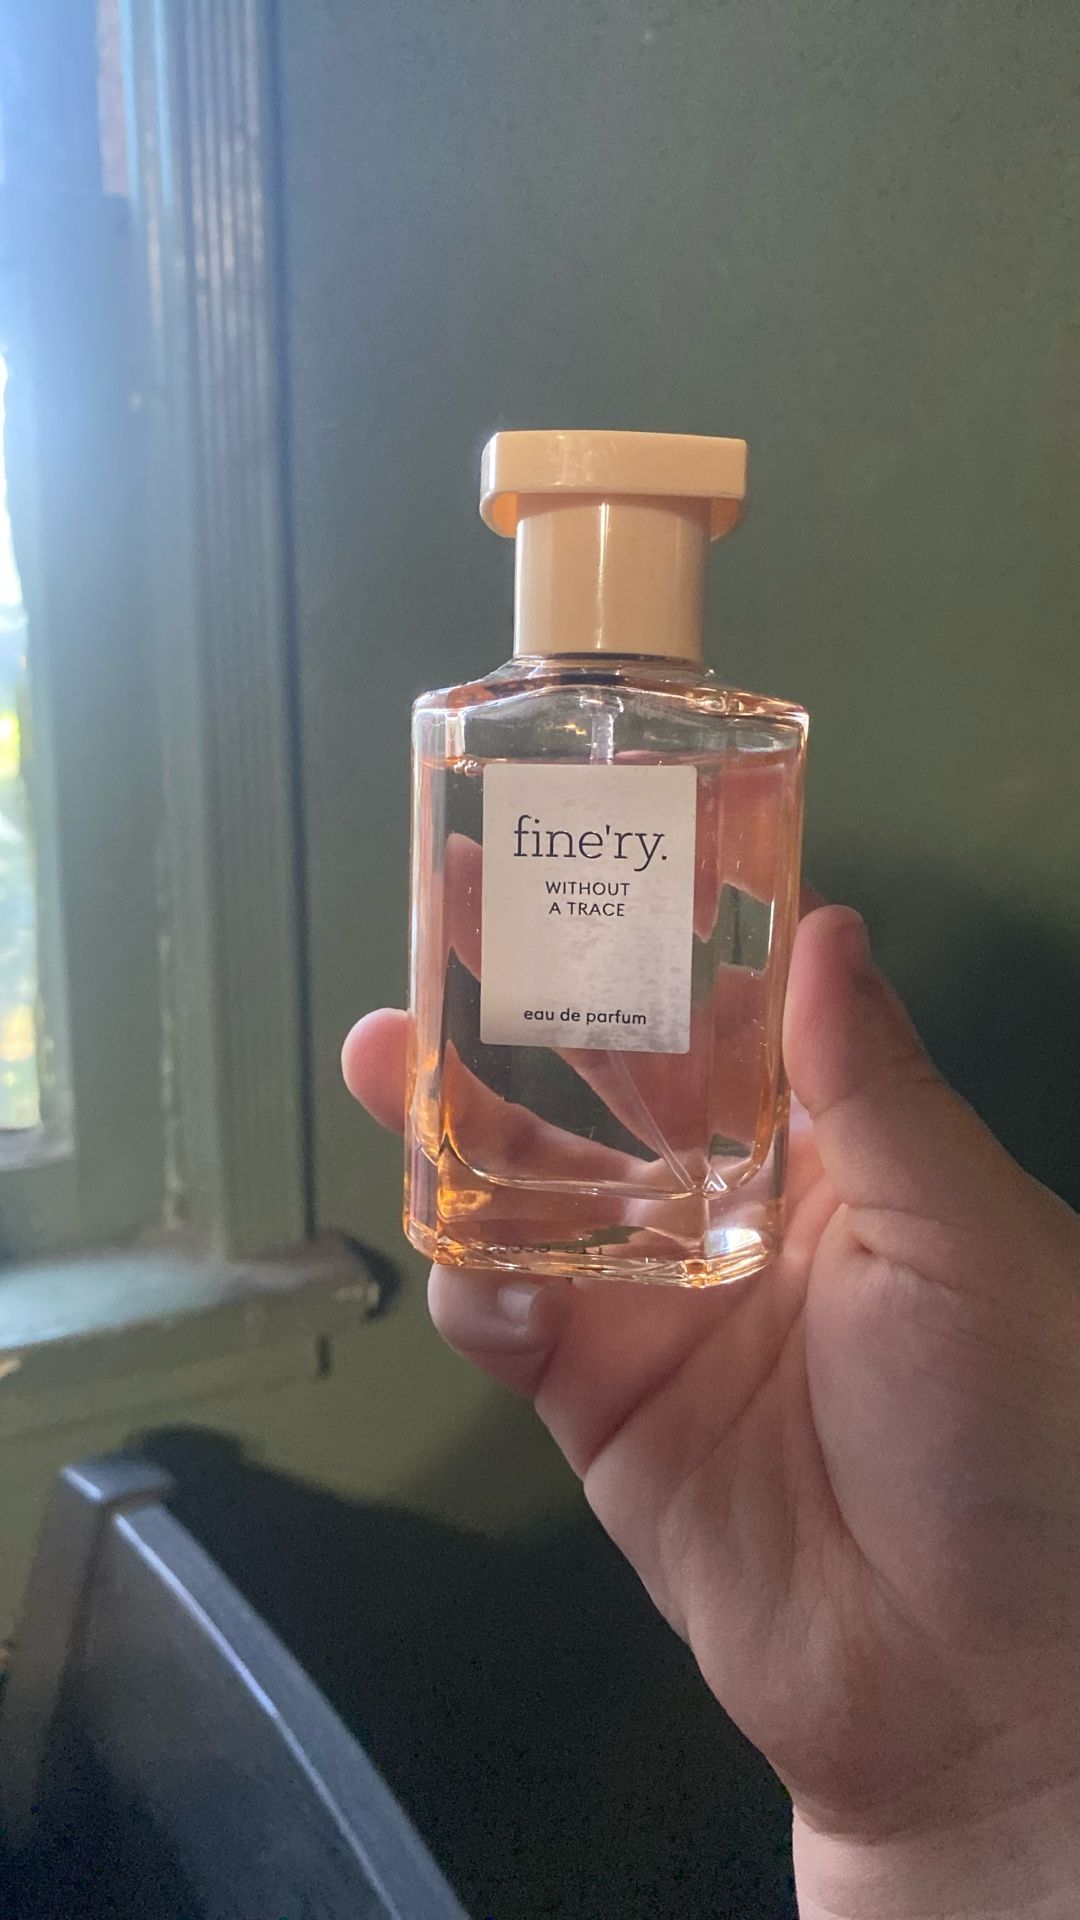 fine'ry.
WITHOUT
A TRACE
eau de parfum